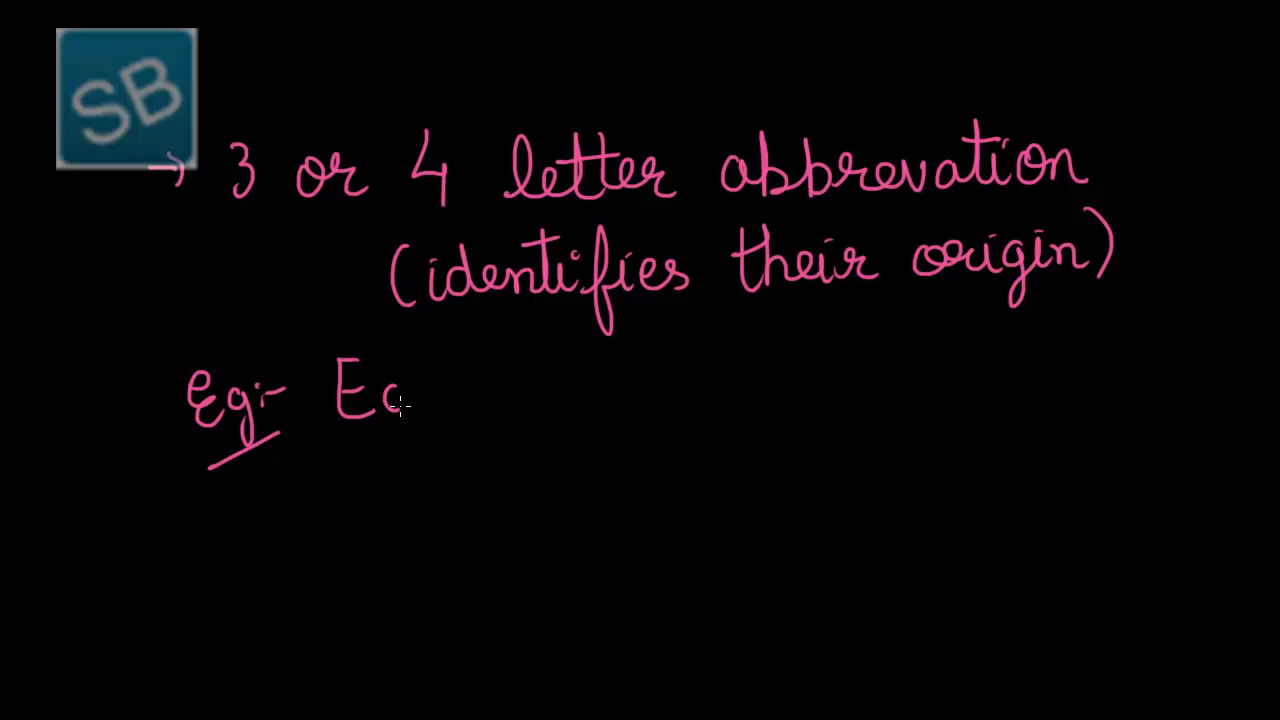 SB
→ 3 or 4 letter abbrevation
(identifies their origin)
Eg:- Ec